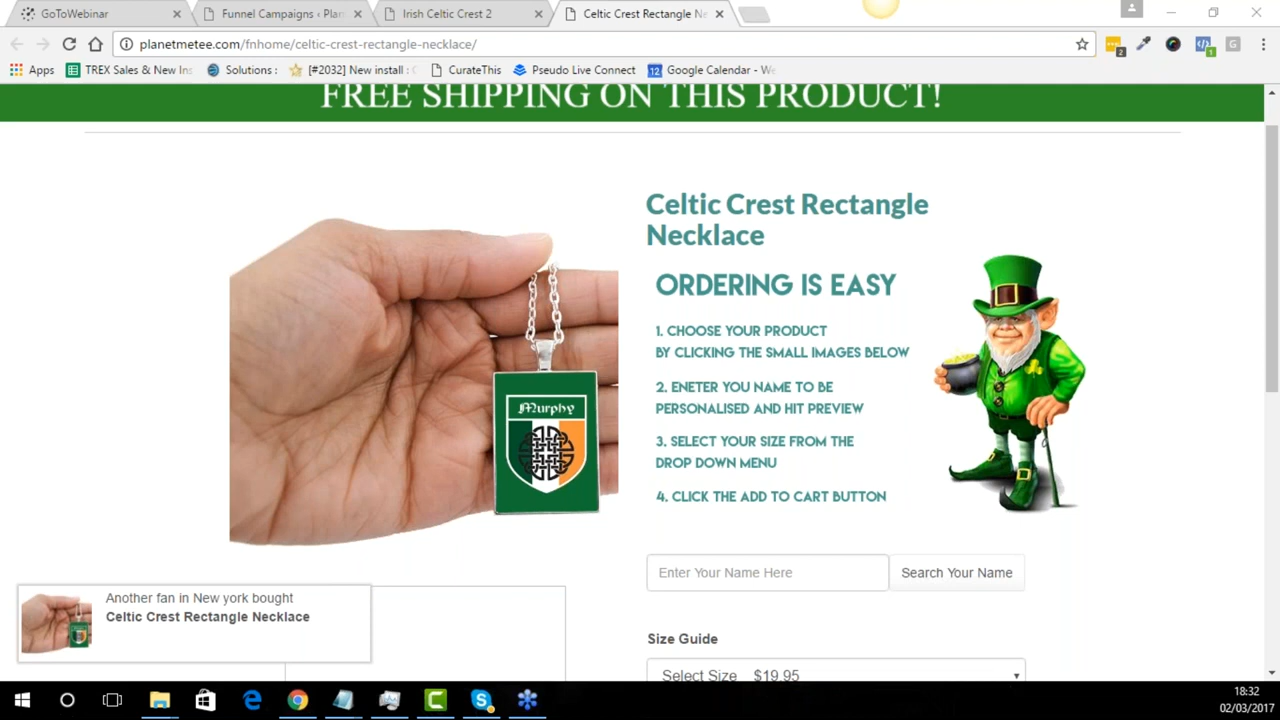 GoToWebinar
Funnel Campaigns ‹ Plan
Irish Celtic Crest 2
Celtic Crest Rectangle Ne
planetmetee.com/fnhome/celtic-crest-rectangle-necklace/
2
1
G
Apps
TREX Sales & New Ins
Solutions :
[#2032] New install :
CurateThis
Pseudo Live Connect
12
Google Calendar - We
FREE SHIPPING ON THIS PRODUCT!
Celtic Crest Rectangle
Necklace
ORDERING IS EASY
1. CHOOSE YOUR PRODUCT
BY CLICKING THE SMALL IMAGES BELOW
2. ENETER YOU NAME TO BE
PERSONALISED AND HIT PREVIEW
3. SELECT YOUR SIZE FROM THE
DROP DOWN MENU
4. CLICK THE ADD TO CART BUTTON
Murphy
Enter Your Name Here
Search Your Name
Another fan in New york bought
Celtic Crest Rectangle Necklace
Size Guide
Select Size $19.95
18:32
02/03/2017